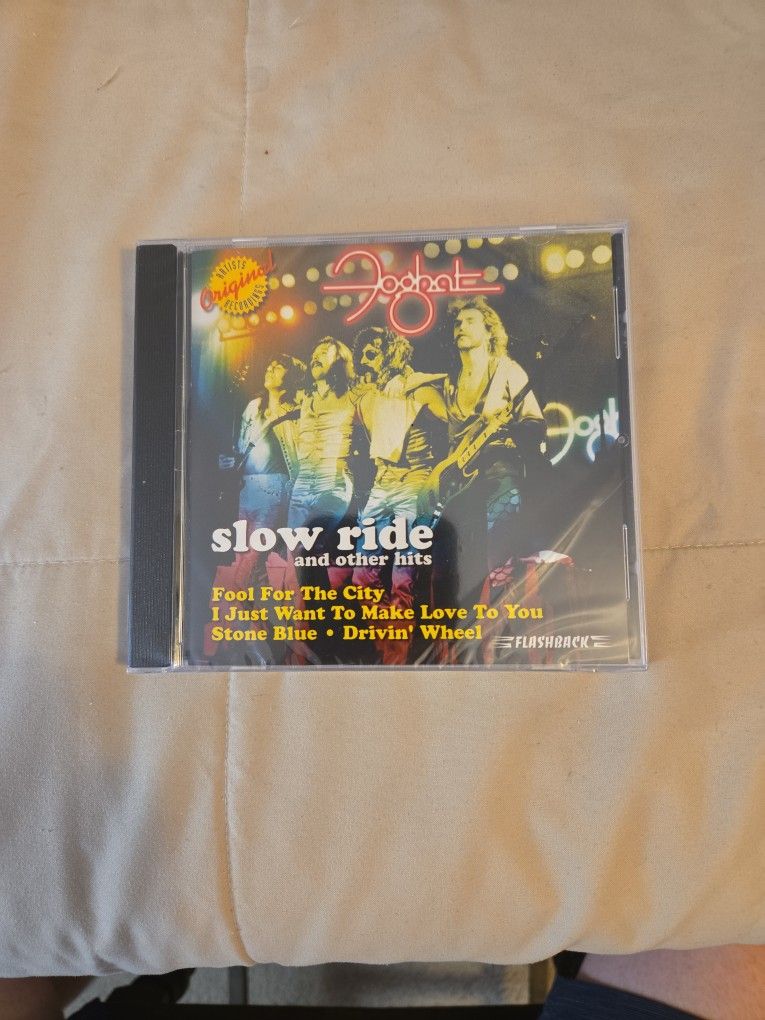 ARTISTS
Original
RECORDINGS
Foghat
Fogh
slow ride
and other hits
Fool For The City
I Just Want To Make Love To You
Stone Blue • Drivin' Wheel
FLASHBACK